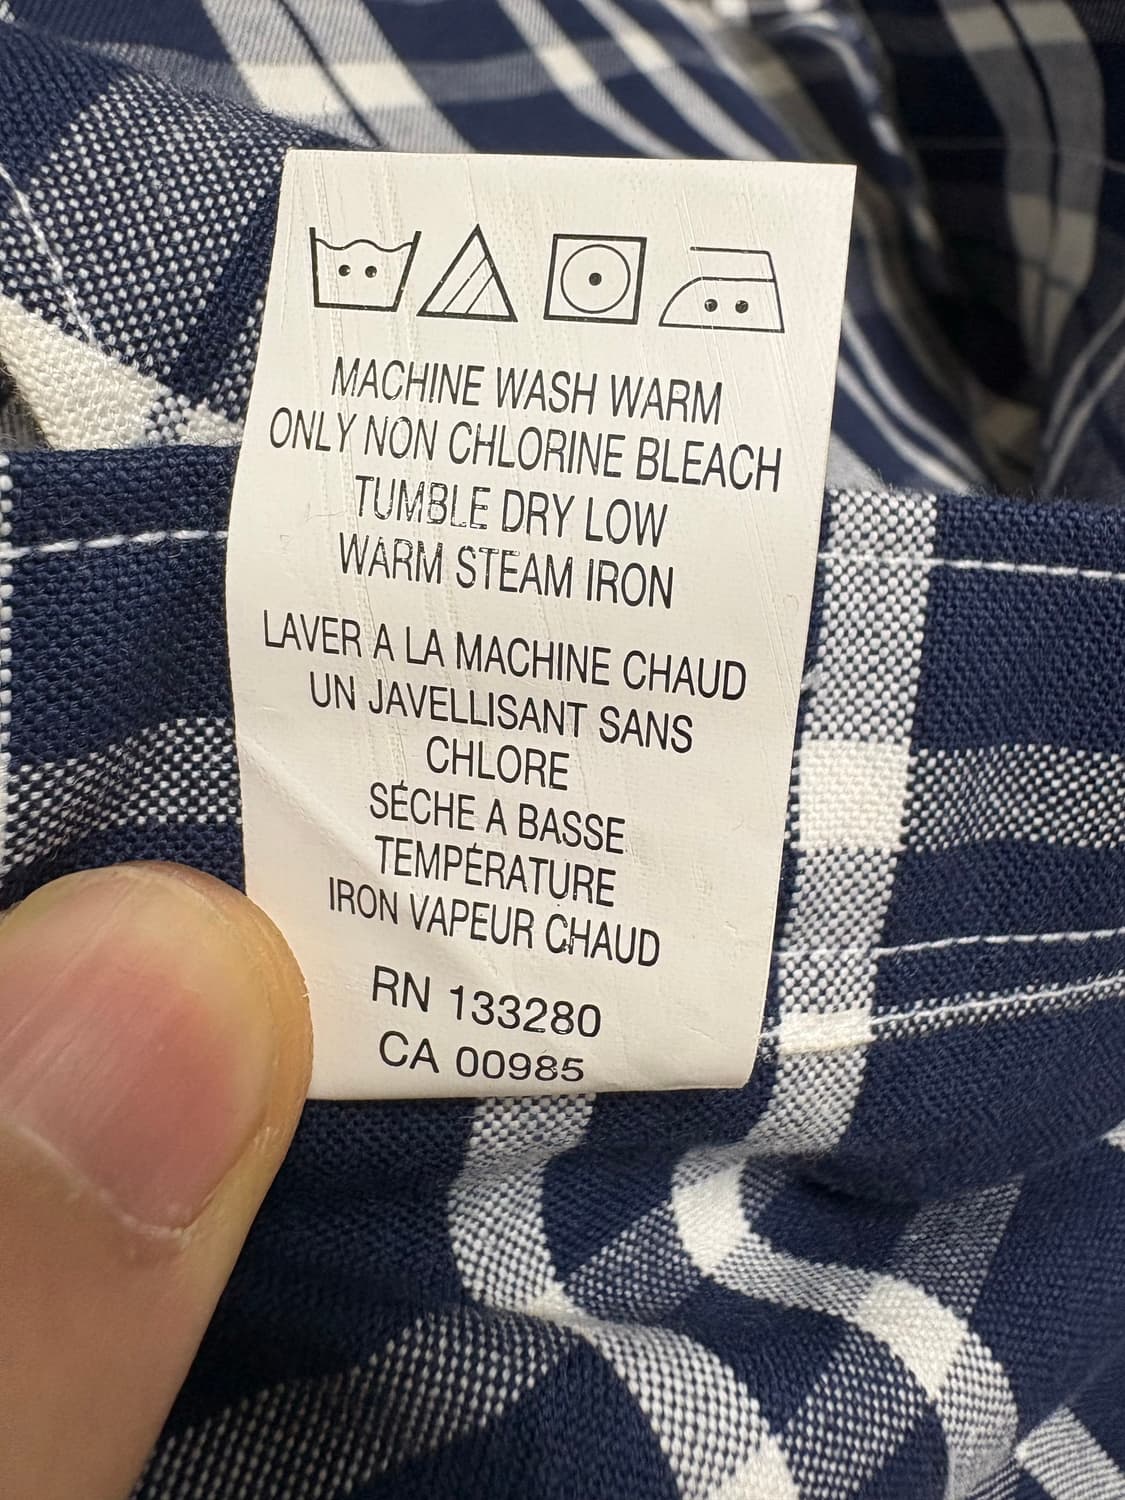 MACHINE WASH WARM
ONLY NON CHLORINE BLEACH
TUMBLE DRY LOW
WARM STEAM IRON
LAVER A LA MACHINE CHAUD
UN JAVELLISANT SANS
CHLORE
SÉCHE A BASSE
TEMPÉRATURE
IRON VAPEUR CHAUD
RN 133280
CA 00985